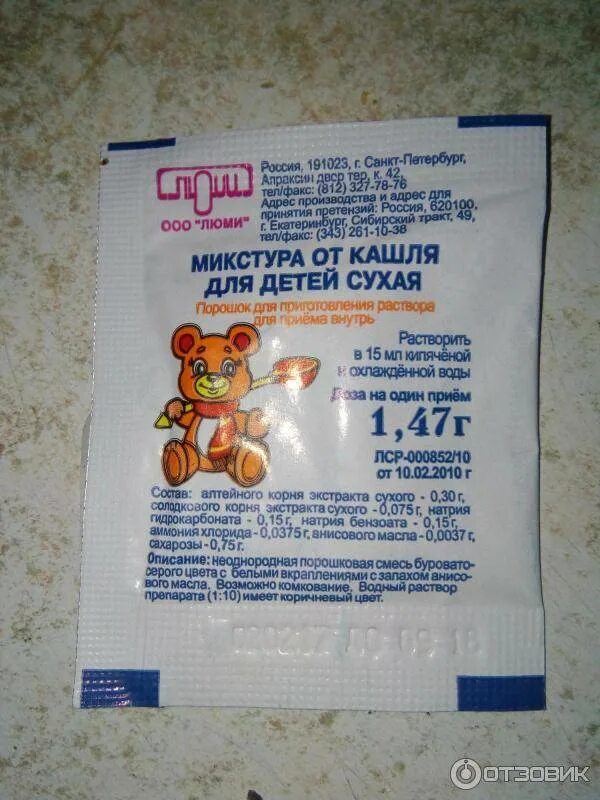 ЛЮМИ
ООО "ЛЮМИ"
Россия, 191023, г. Санкт-Петербург,
Апраксин двор тер, к. 42,
тел/факс: (812) 327-78-76
Адрес производства и адрес для
принятия претензий: Россия, 620100,
г. Екатеринбург, Сибирский тракт, 49,
тел/факс: (343) 261-10-38
МИКСТУРА ОТ КАШЛЯ
ДЛЯ ДЕТЕЙ СУХАЯ
Порошок для приготовления раствора
для приёма внутрь
Растворить
в 15 мл кипячёной
и охлаждённой воды
Доза на один приём
1,47г
ЛСР-000852/10
от 10.02.2010 г
Состав: алтейного корня экстракта сухого - 0,30 г,
солодкового корня экстракта сухого - 0,075 г, натрия
гидрокарбоната - 0,15 г, натрия бензоата - 0,15 г,
аммония хлорида - 0,0375 г, анисового масла - 0,0037 г,
сахарозы - 0,75 г.
Описание: неоднородная порошковая смесь буровато-
серого цвета с белыми вкраплениями с запахом анисо-
вого масла. Возможно комкование. Водный раствор
препарата (1:10) имеет коричневый цвет.
ОТЗОВИК